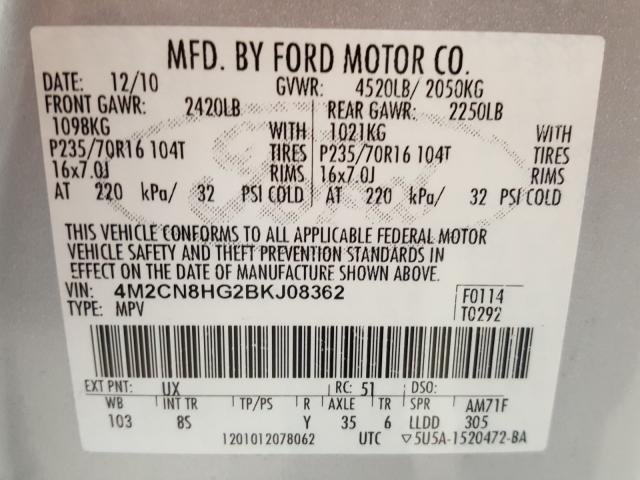 MFD. BY FORD MOTOR CO.
DATE: 12/10 GVWR: 4520LB/ 2050KG
FRONT GAWR: 2420LB REAR GAWR: 2250LB
1098KG WITH 1021KG WITH
P235/70R16 104T TIRES P235/70R16 104T TIRES
16x7.0J RIMS 16x7.0J RIMS
AT 220 kPa/ 32 PSI COLD AT 220 kPa/ 32 PSI COLD
Ford
THIS VEHICLE CONFORMS TO ALL APPLICABLE FEDERAL MOTOR
VEHICLE SAFETY AND THEFT PREVENTION STANDARDS IN
EFFECT ON THE DATE OF MANUFACTURE SHOWN ABOVE.
VIN: 4M2CN8HG2BKJ08362 F0114
TYPE: MPV T0292
EXT PNT: UX RC: 51 DSO:
WB INT TR TP/PS R AXLE TR SPR AM71F
103 8S Y 35 6 LLDD 305
1201012078062 UTC ▽5U5A-1520472-BA